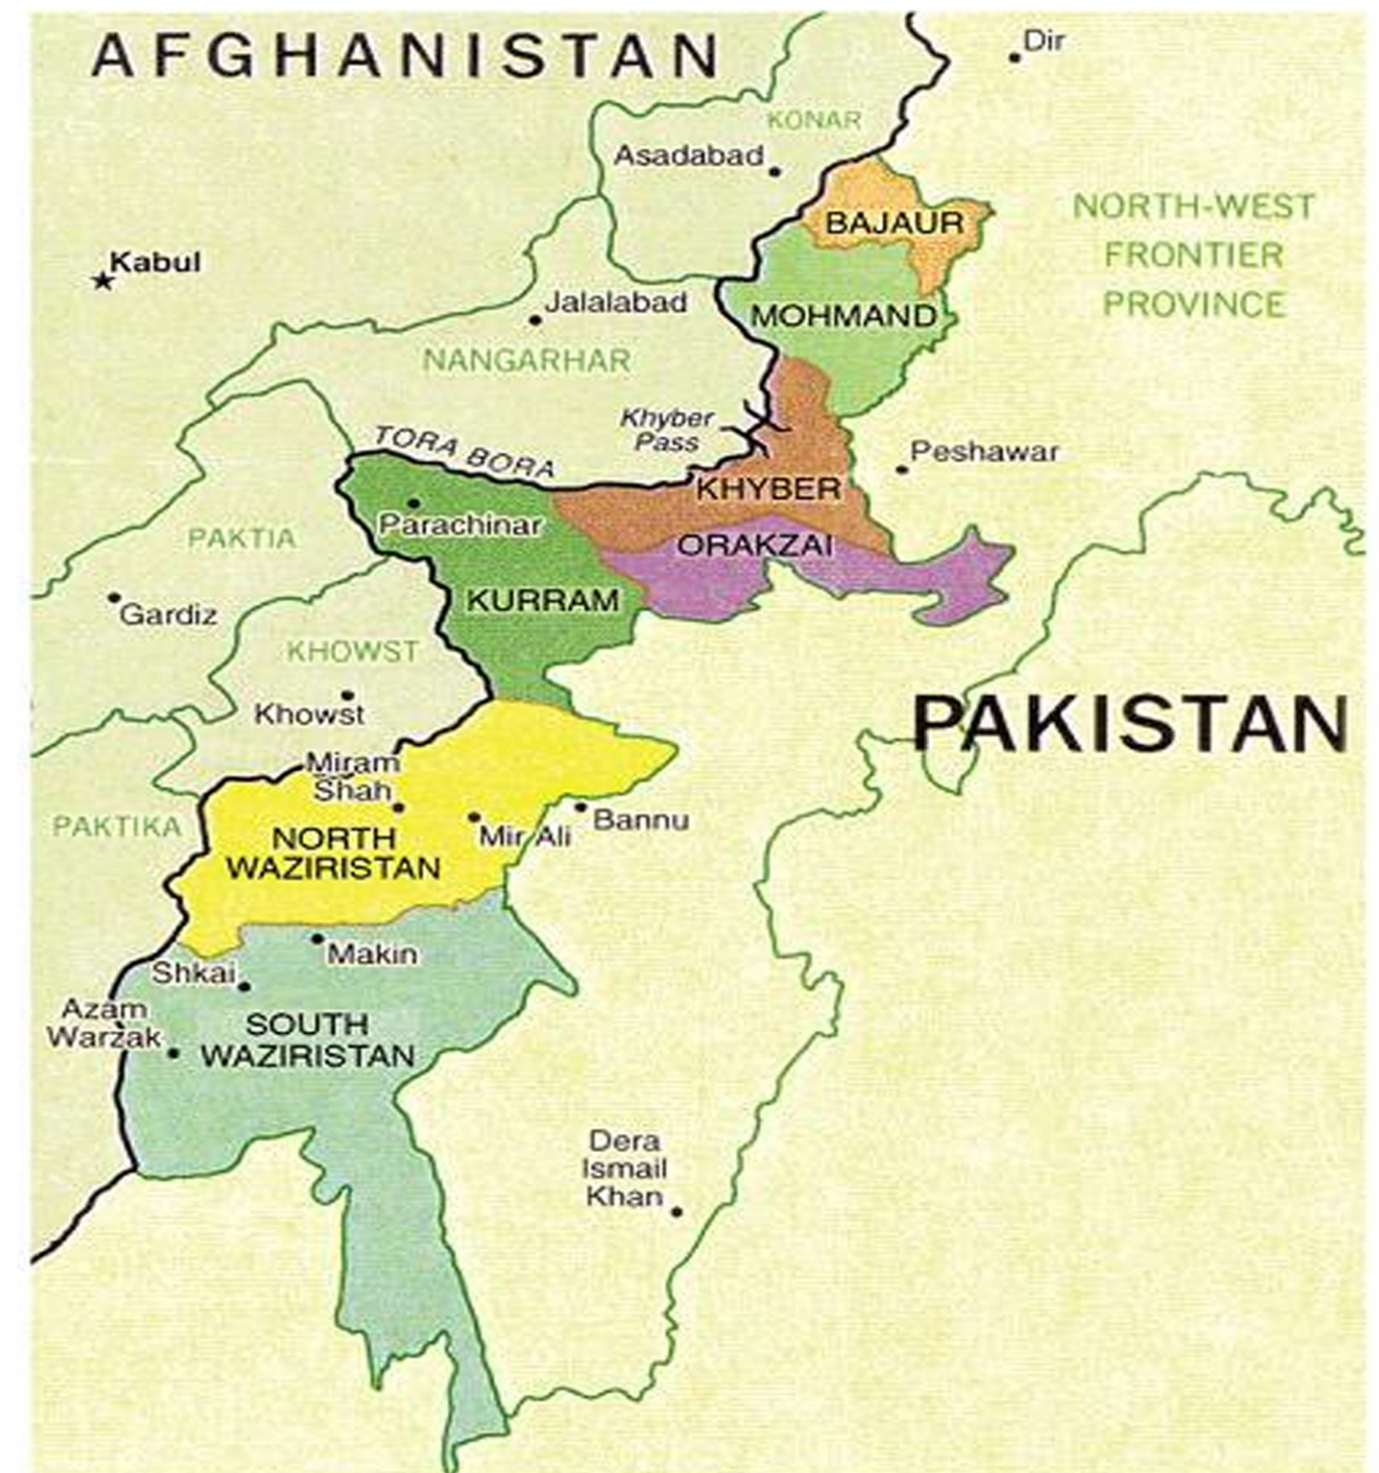 AFGHANISTAN
Dir
KONAR
Asadabad
NORTH-WEST
FRONTIER
PROVINCE
BAJAUR
Kabul
Jalalabad
MOHMAND
NANGARHAR
Khyber
Pass
TORA BORA
Peshawar
KHYBER
Parachinar
PAKTIA
ORAKZAI
KURRAM
Gardiz
KHOWST
Khowst
PAKISTAN
Miram
Shah
PAKTIKA
Mir Ali
Bannu
NORTH
WAZIRISTAN
Makin
Shkai
Azam
Warzak
SOUTH
WAZIRISTAN
Dera
Ismail
Khan